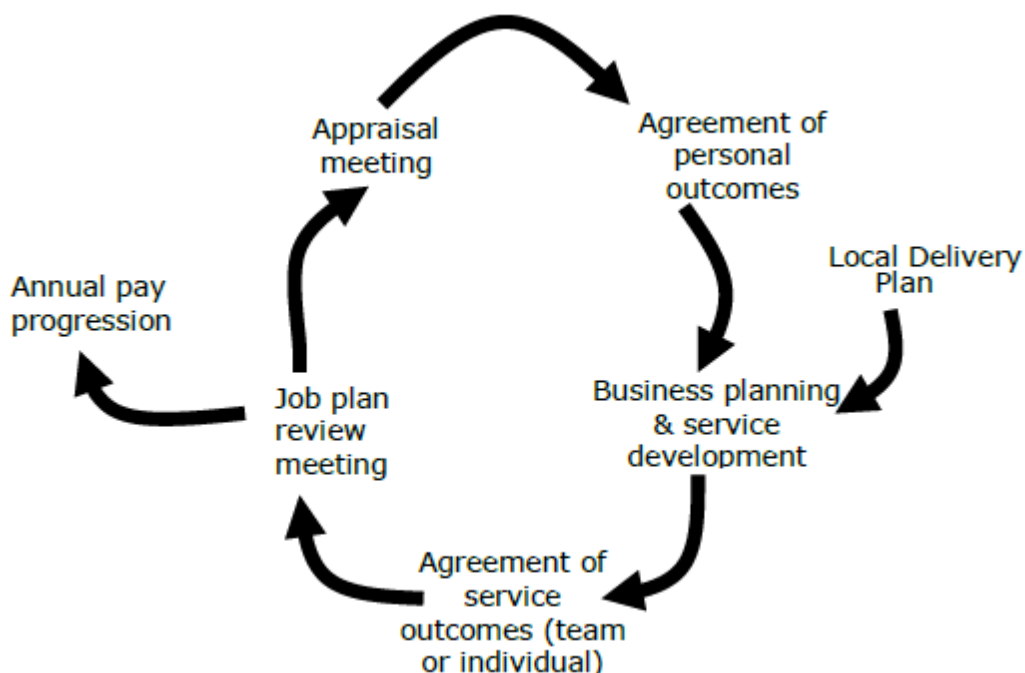 Appraisal
meeting
Agreement of
personal
outcomes
Local Delivery
Plan
Annual pay
progression
Job plan
review
meeting
Business planning
& service
development
Agreement of
service
outcomes (team
or individual)